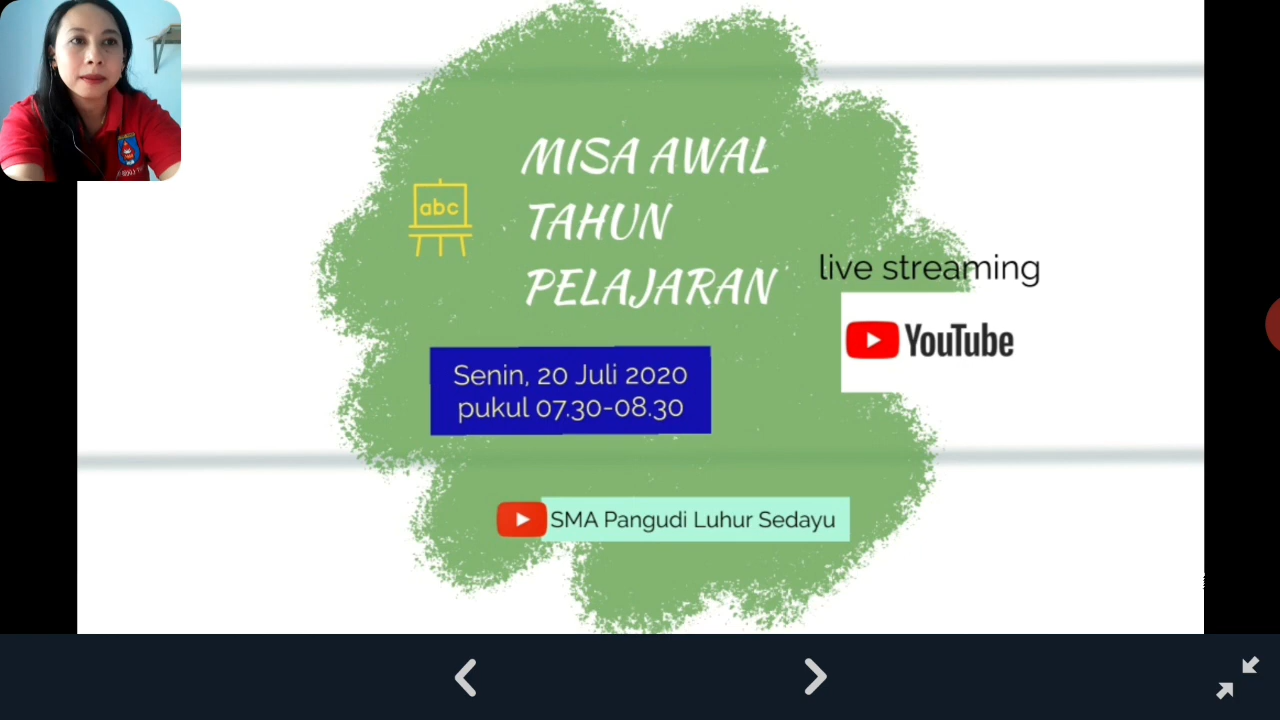 MISA AWAL
TAHUN
PELAJARAN
abc
live streaming
YouTube
Senin, 20 Juli 2020
pukul 07.30-08.30
SMA Pangudi Luhur Sedayu